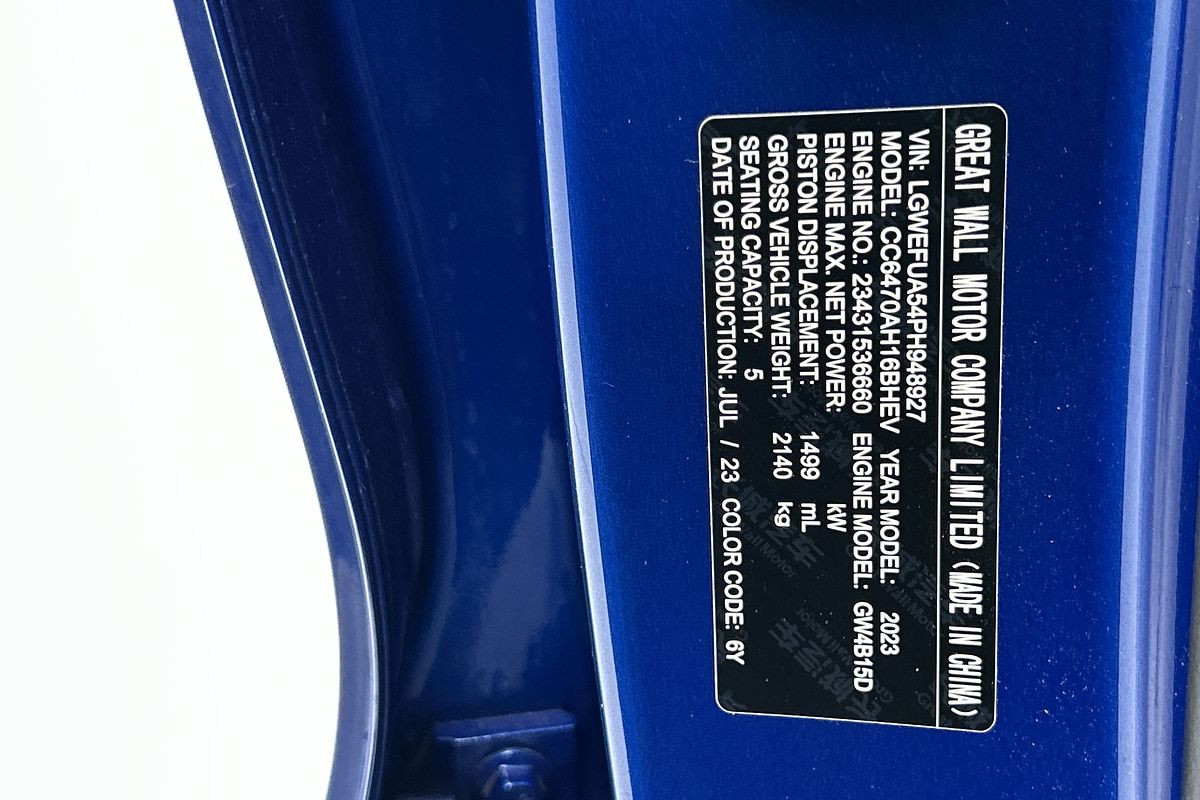 GREAT WALL MOTOR COMPANY LIMITED (MADE IN CHINA)
VIN: LGWEFUA54PH948927
MODEL: CC6470AH16BHEV YEAR MODEL: 2023
ENGINE NO.: 23431536660 ENGINE MODEL: GW4B15D
ENGINE MAX. NET POWER: kW
PISTON DISPLACEMENT: 1499 mL
GROSS VEHICLE WEIGHT: 2140 kg
SEATING CAPACITY: 5
DATE OF PRODUCTION: JUL / 23 COLOR CODE: 6Y